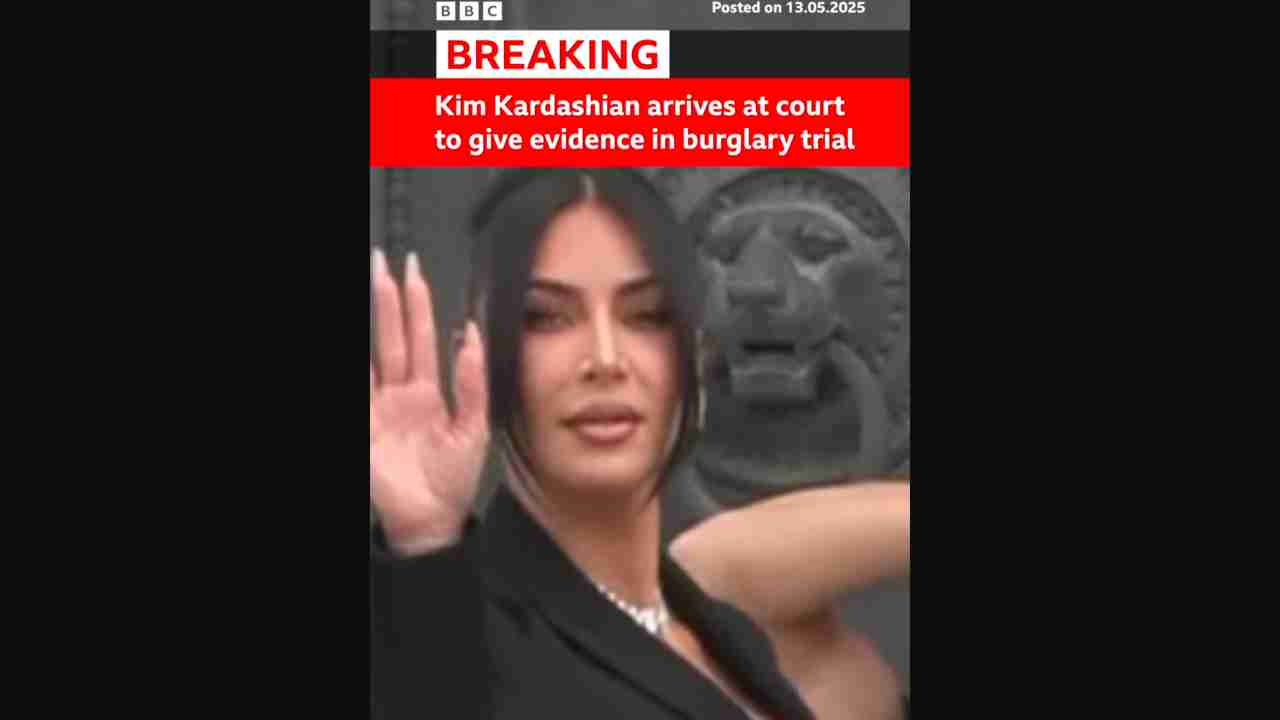 BBC
Posted on 13.05.2025
BREAKING
Kim Kardashian arrives at court
to give evidence in burglary trial